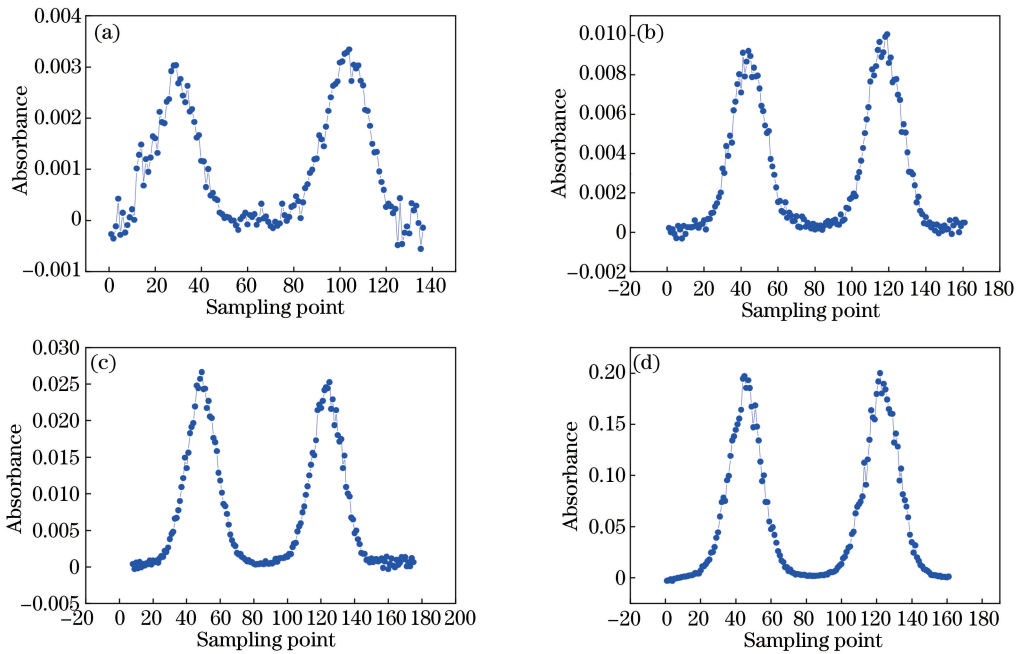 (a)
0.004
0.003
0.002
0.001
0
−0.001
Absorbance
0 20 40 60 80 100 120 140
Sampling point
(b)
0.010
0.008
0.006
0.004
0.002
0
−0.002
Absorbance
−20 0 20 40 60 80 100 120 140 160 180
Sampling point
(c)
0.030
0.025
0.020
0.015
0.010
0.005
0
−0.005
Absorbance
−20 0 20 40 60 80 100 120 140 160 180 200
Sampling point
(d)
0.20
0.15
0.10
0.05
0
Absorbance
−20 0 20 40 60 80 100 120 140 160 180
Sampling point